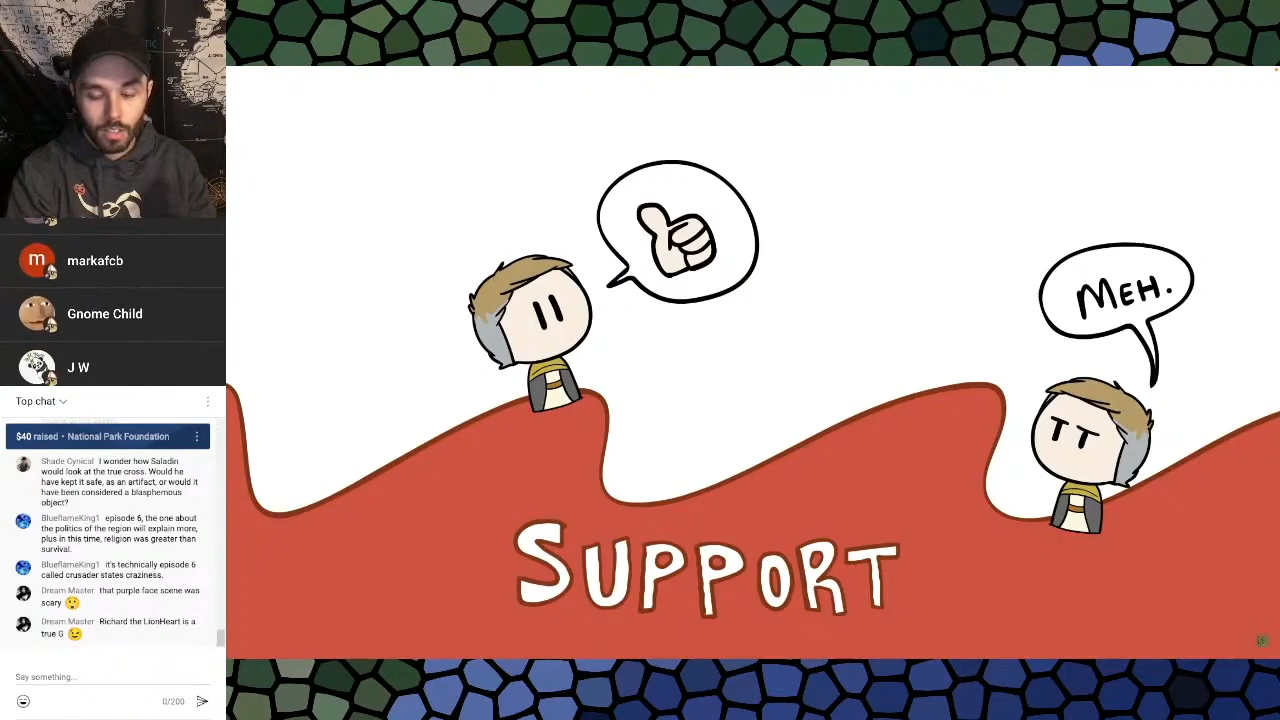 USA
markafcb
Gnome Child
J W
Top chat
$40 raised • National Park Foundation
Shade Cynical I wonder how Saladin
would look at the true cross. Would he
have kept it safe, as an artifact, or would it
have been considered a blasphemous
object?
BlueflameKing1 episode 6, the one about
the politics of the region will explain more,
plus in this time, religion was greater than
survival.
BlueflameKing1 it's technically episode 6
called crusader states craziness.
Dream Master that purple face scene was
scary 😲
Dream Master Richard the LionHeart is a
true G 😉
Say something...
0/200
MEH.
SUPPORT